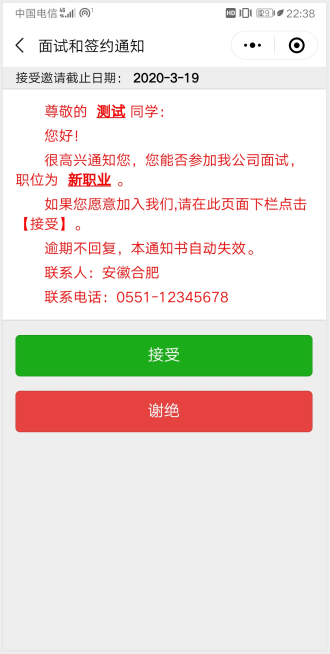 中国电信 HD 22:38
面试和签约通知
接受邀请截止日期： 2020-3-19
尊敬的 测试 同学：
您好！
很高兴通知您，您能否参加我公司面试，
职位为 新职业 。
如果您愿意加入我们,请在此页面下栏点击
【接受】。
逾期不回复，本通知书自动失效。
联系人：安徽合肥
联系电话：0551-12345678
接受
谢绝